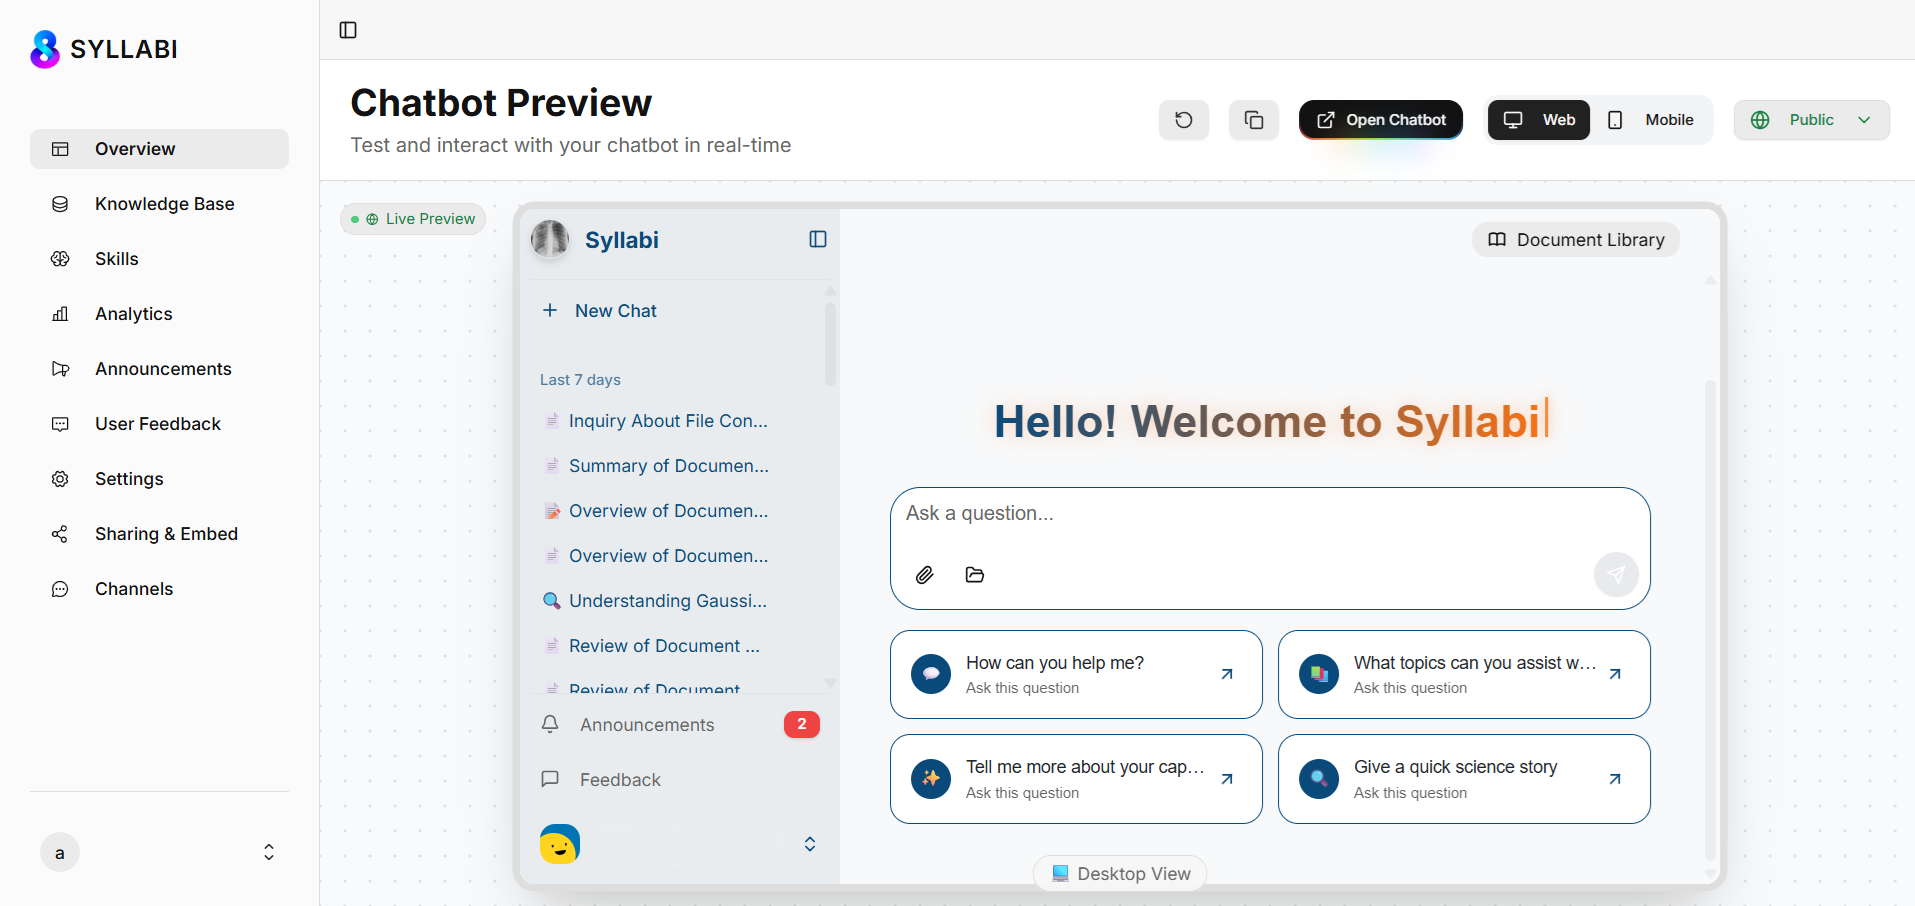 SYLLABI
Overview
Knowledge Base
Skills
Analytics
Announcements
User Feedback
Settings
Sharing & Embed
Channels
a
Chatbot Preview
Test and interact with your chatbot in real-time
Open Chatbot
Web
Mobile
Public
Live Preview
Syllabi
New Chat
Last 7 days
Inquiry About File Con...
Summary of Documen...
Overview of Documen...
Overview of Documen...
Understanding Gaussi...
Review of Document ...
Review of Document
Announcements
2
Feedback
Document Library
Hello! Welcome to Syllabi
Ask a question...
How can you help me?
Ask this question
What topics can you assist w...
Ask this question
Tell me more about your cap...
Ask this question
Give a quick science story
Ask this question
Desktop View